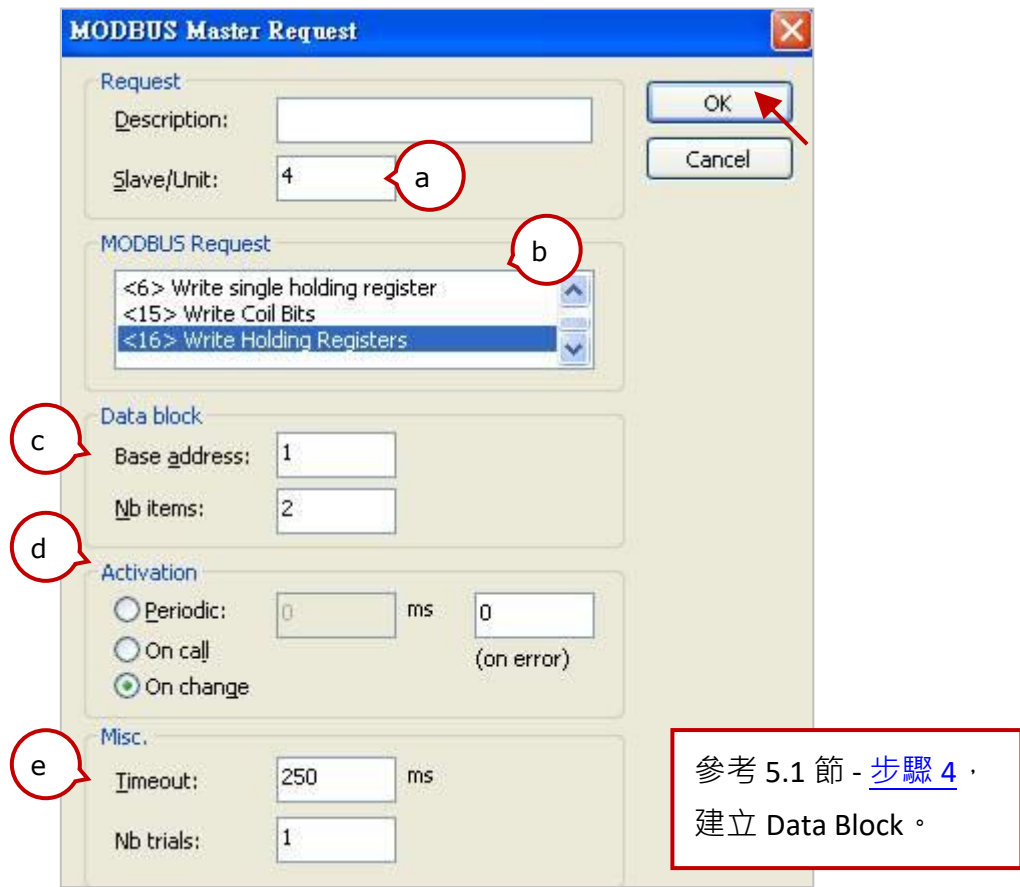 MODBUS Master Request
Request
Description:
OK
Slave/Unit: 4
a
Cancel
MODBUS Request
b
<6> Write single holding register
<15> Write Coil Bits
<16> Write Holding Registers
Data block
c
Base address: 1
Nb items: 2
d
Activation
Periodic: 0 ms 0
On call
(on error)
On change
Misc.
e
Timeout: 250 ms
Nb trials: 1
參考 5.1 節 - 步驟 4，
建立 Data Block。